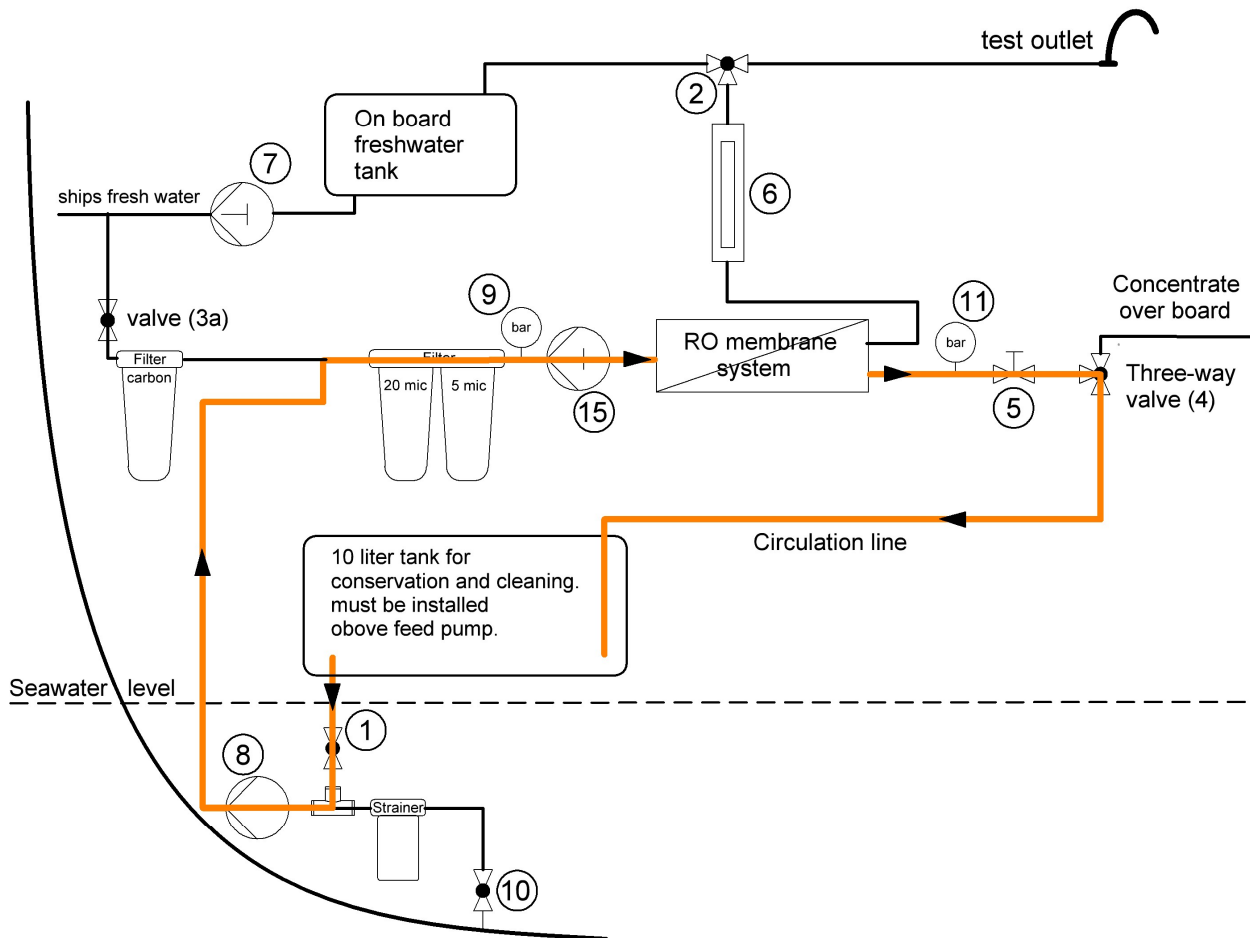 test outlet
2
On board
freshwater
tank
7
ships fresh water
6
Concentrate
over board
9
11
valve (3a)
bar
bar
RO membrane
system
Filter
carbon
Filter
20 mic
5 mic
15
5
Three-way
valve (4)
Circulation line
10 liter tank for
conservation and cleaning.
must be installed
obove feed pump.
Seawater level
1
8
Strainer
10